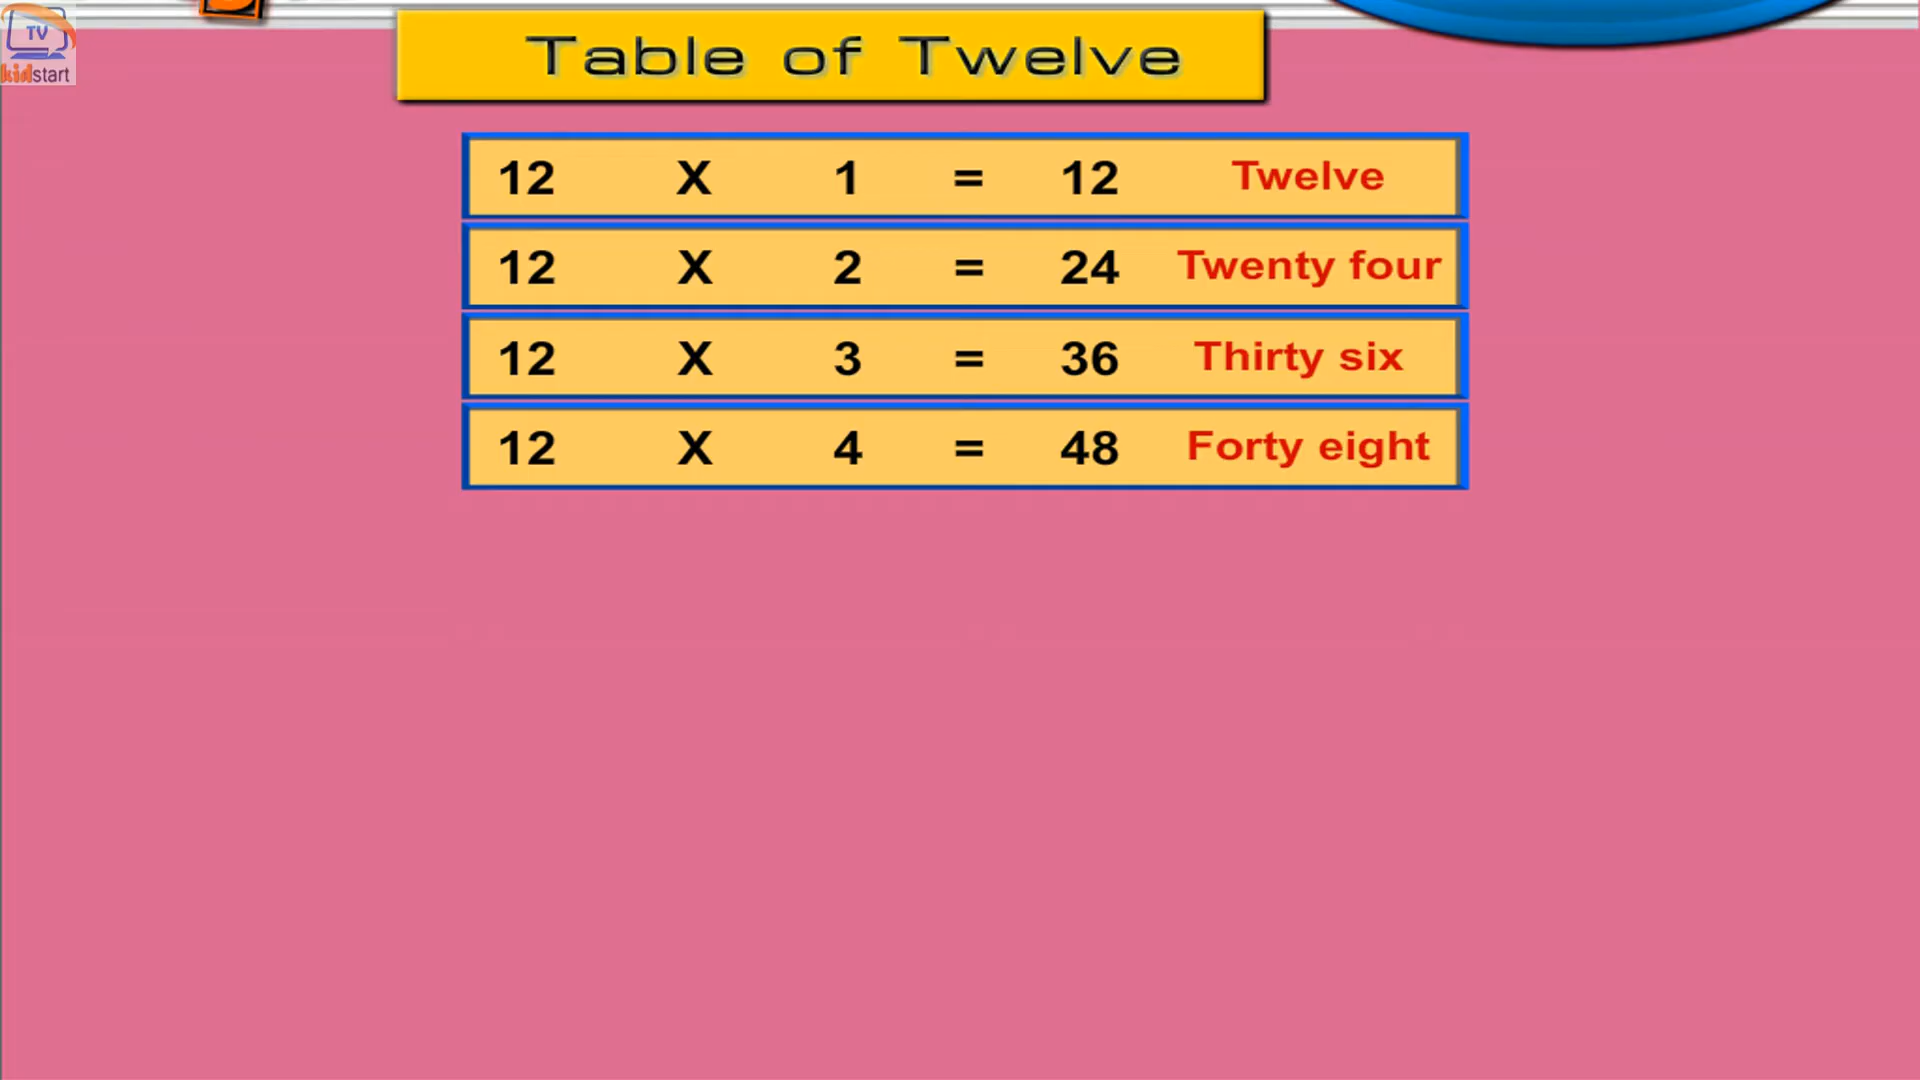 TV
kidstart
Table of Twelve
12 X 1 = 12 Twelve
12 X 2 = 24 Twenty four
12 X 3 = 36 Thirty six
12 X 4 = 48 Forty eight